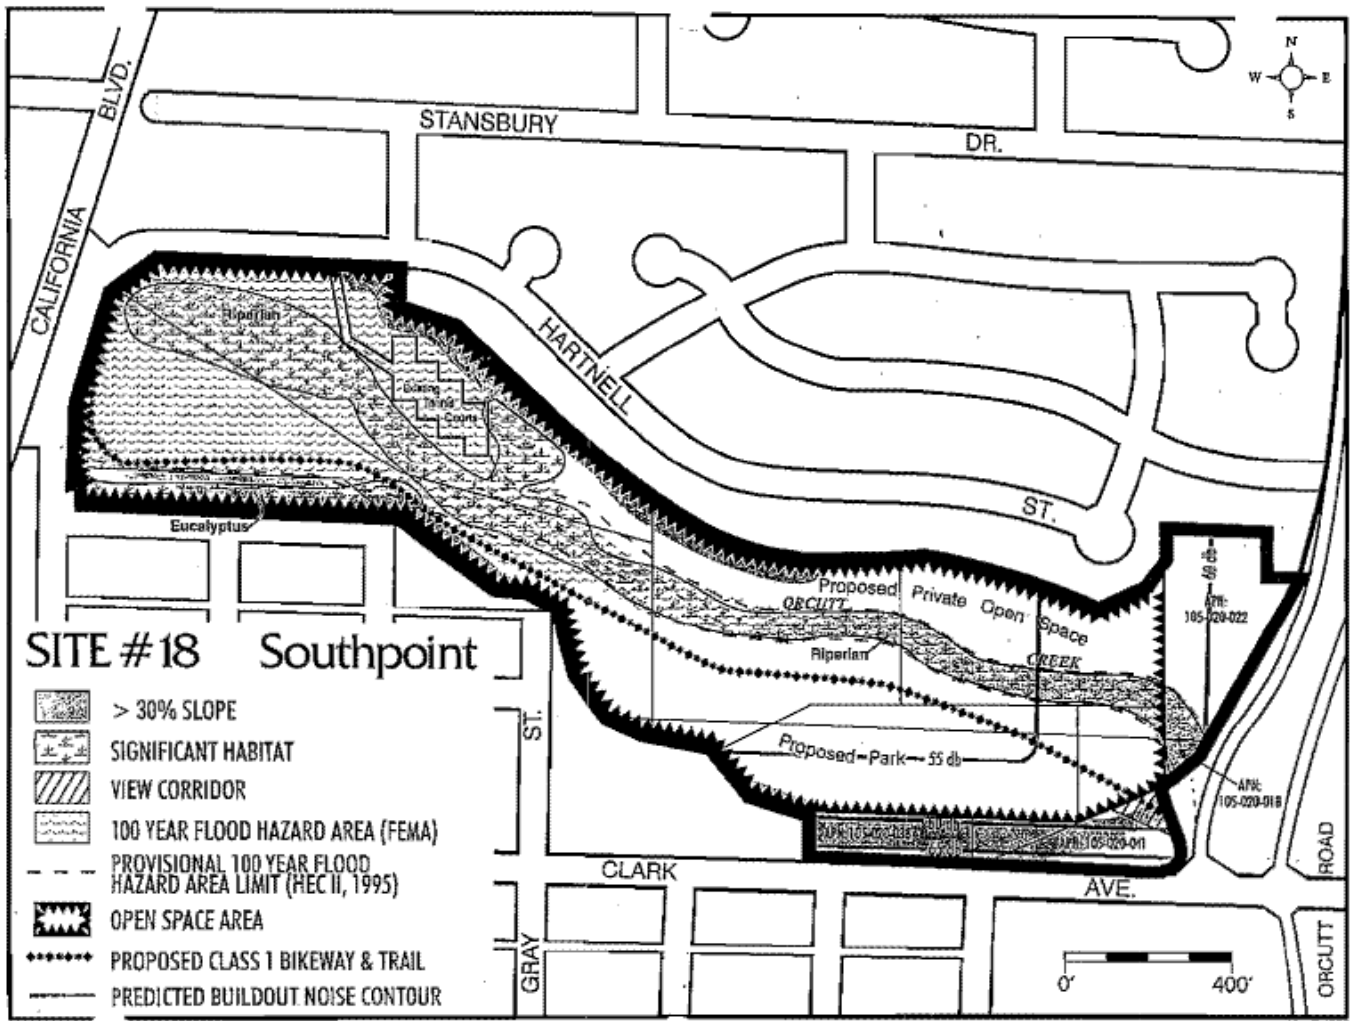 N
W E
S
BLVD.
CALIFORNIA
STANSBURY
DR.
HARTNELL
ST.
Riparian
Existing
Tennis
Courts
Eucalyptus
Proposed Private Open Space
ORCUTT
CREEK
Riparian
60 db
APN:
105-020-022
Proposed Park 55 db
APN:
105-020-018
APN: 105-020-041
SITE #18 Southpoint
> 30% SLOPE
SIGNIFICANT HABITAT
VIEW CORRIDOR
100 YEAR FLOOD HAZARD AREA (FEMA)
PROVISIONAL 100 YEAR FLOOD
HAZARD AREA LIMIT (HEC II, 1995)
OPEN SPACE AREA
PROPOSED CLASS 1 BIKEWAY & TRAIL
PREDICTED BUILDOUT NOISE CONTOUR
ST.
GRAY
CLARK
AVE.
ROAD
ORCUTT
0' 400'